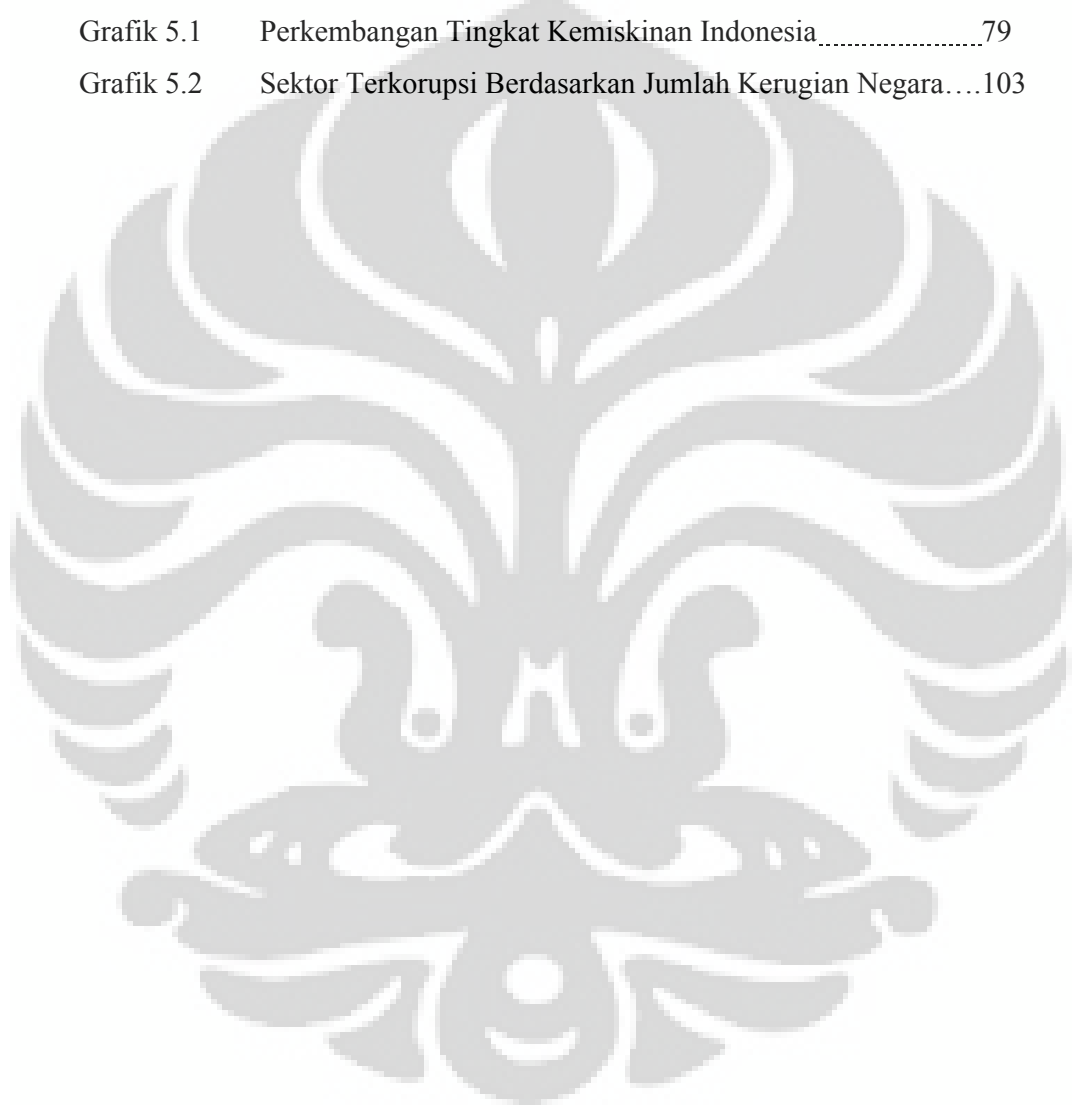 Grafik 5.1 Perkembangan Tingkat Kemiskinan Indonesia.................79
Grafik 5.2 Sektor Terkorupsi Berdasarkan Jumlah Kerugian Negara….103